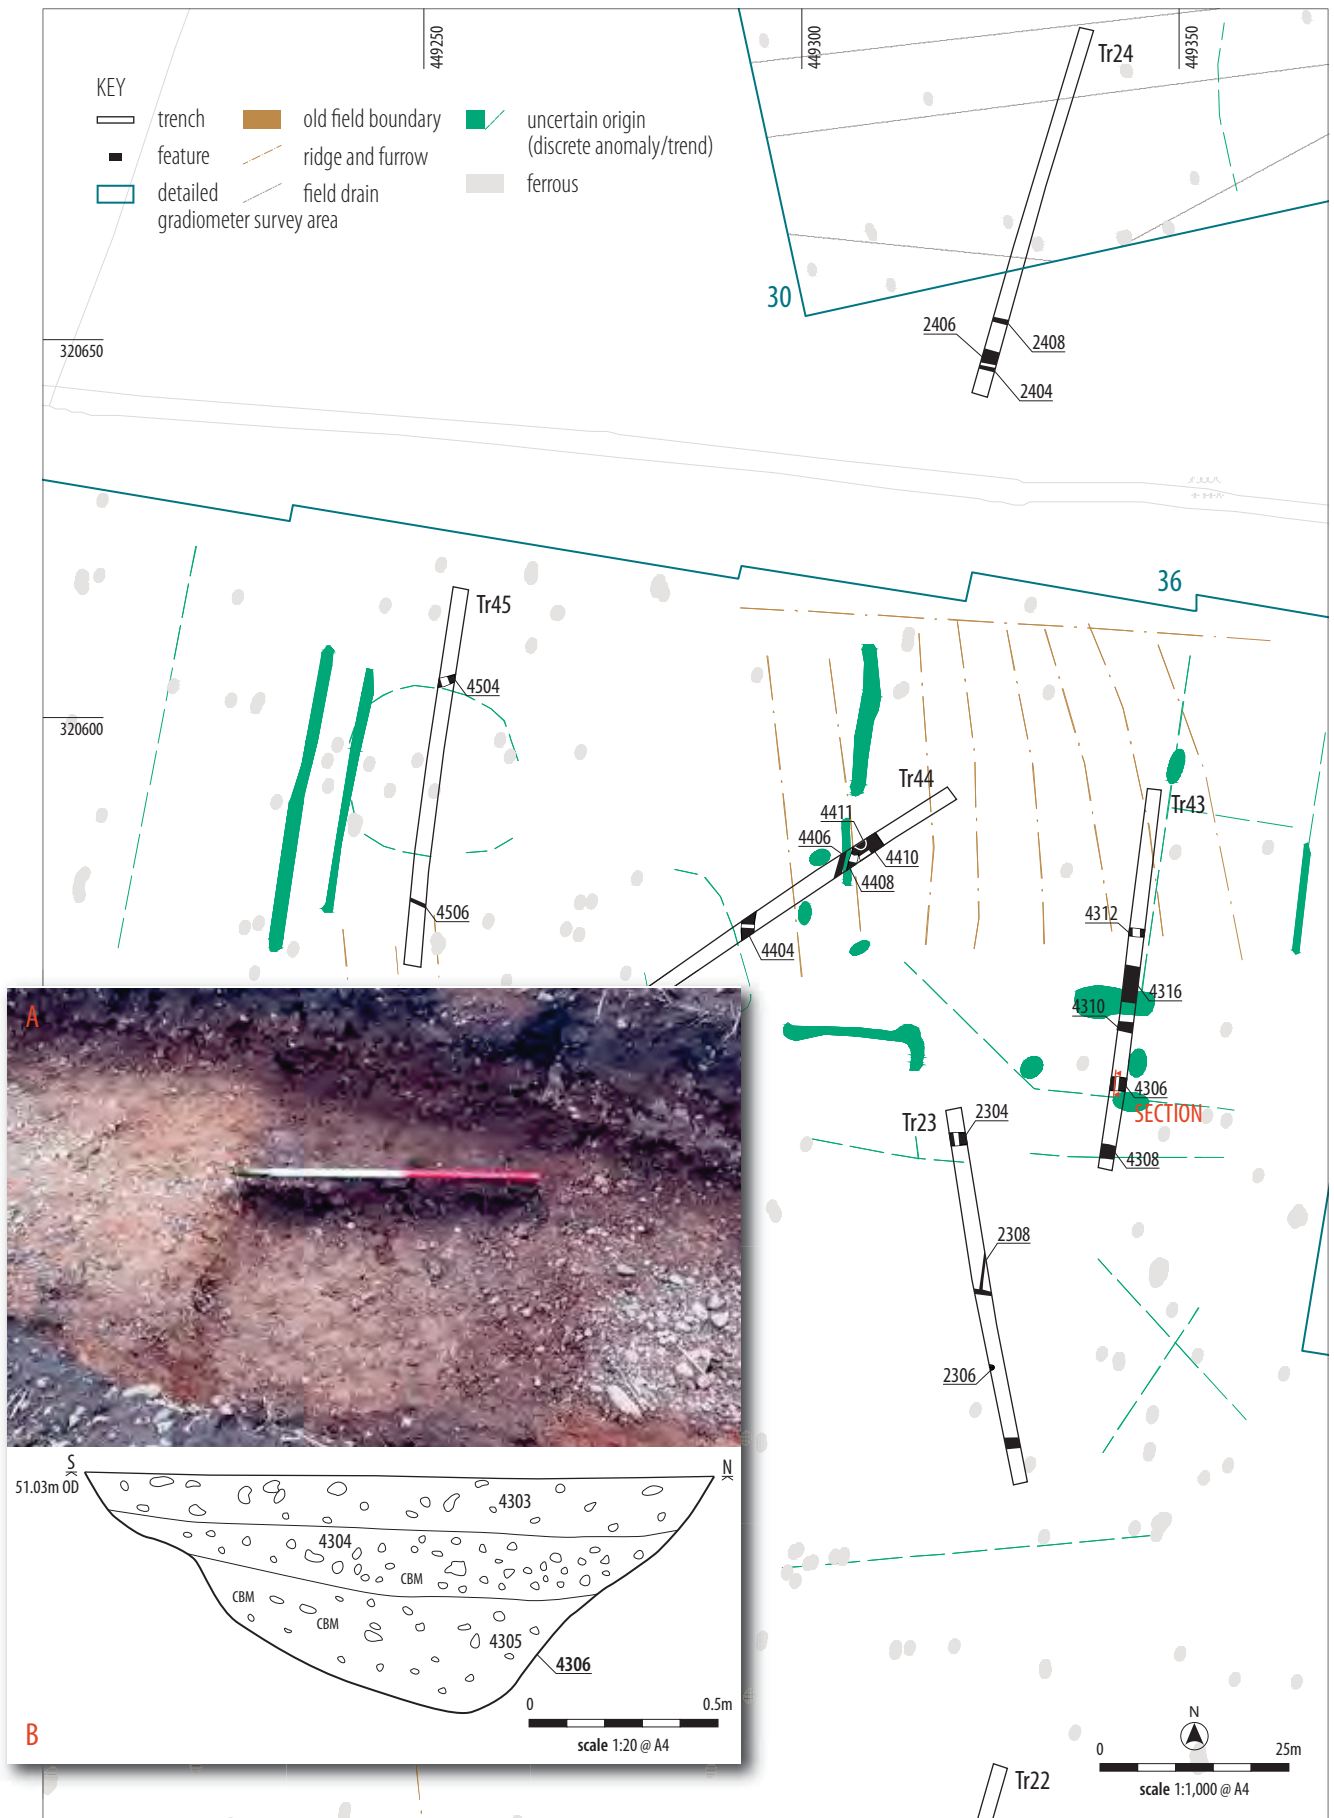 449250
449300
449350
Tr24
KEY
trench
feature
detailed
gradiometer survey area
old field boundary
ridge and furrow
field drain
uncertain origin
(discrete anomaly/trend)
ferrous
30
2406
2408
2404
320650
36
Tr45
4504
320600
Tr44
Tr43
4411
4406
4410
4408
4506
4404
4312
4316
4310
4306
SECTION
Tr23
2304
4308
2308
2306
A
S
N
51.03m OD
4303
4304
CBM
CBM
CBM
4305
4306
0 0.5m
scale 1:20 @ A4
B
N
0 25m
scale 1:1,000 @ A4
Tr22